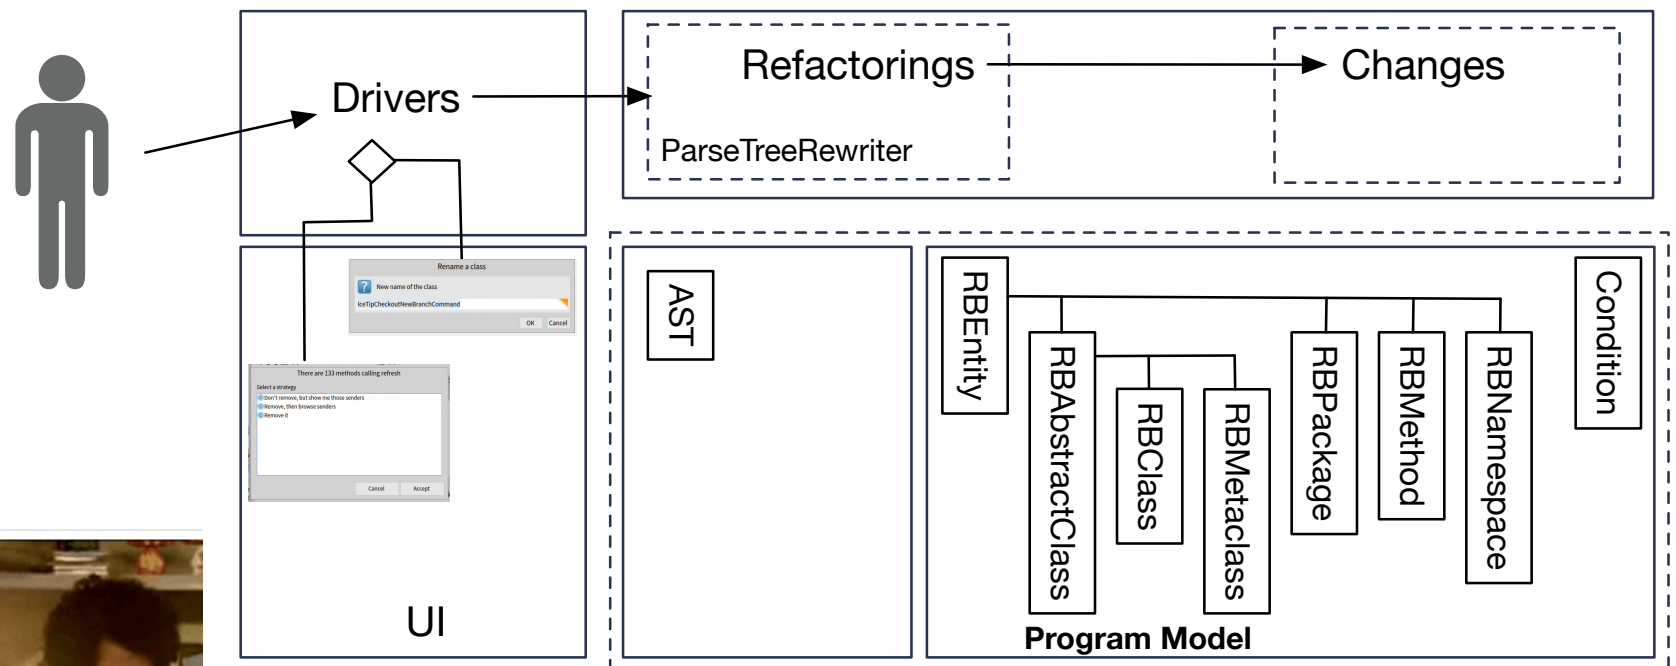 Drivers
Refactorings
Changes
ParseTreeRewriter
Rename a class
New name of the class
IceTipCheckoutNewBranchCommand
OK
Cancel
There are 133 methods calling refresh
Select a strategy
Don't remove, but show me those senders
Remove, then browse senders
Remove it
Cancel
Accept
UI
AST
RBEntity
RBAbstractClass
RBClass
RBMetaclass
RBPackage
RBMethod
RBNamespace
Condition
Program Model